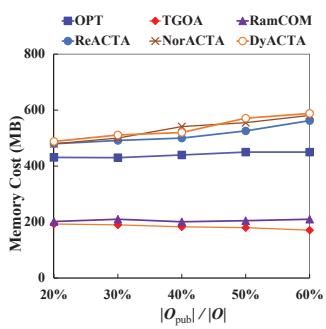 OPT TGOA RamCOM
ReACTA NorACTA DyACTA
Memory Cost (MB)
800
600
400
200
0
20% 30% 40% 50% 60%
|O_pub| / |O|